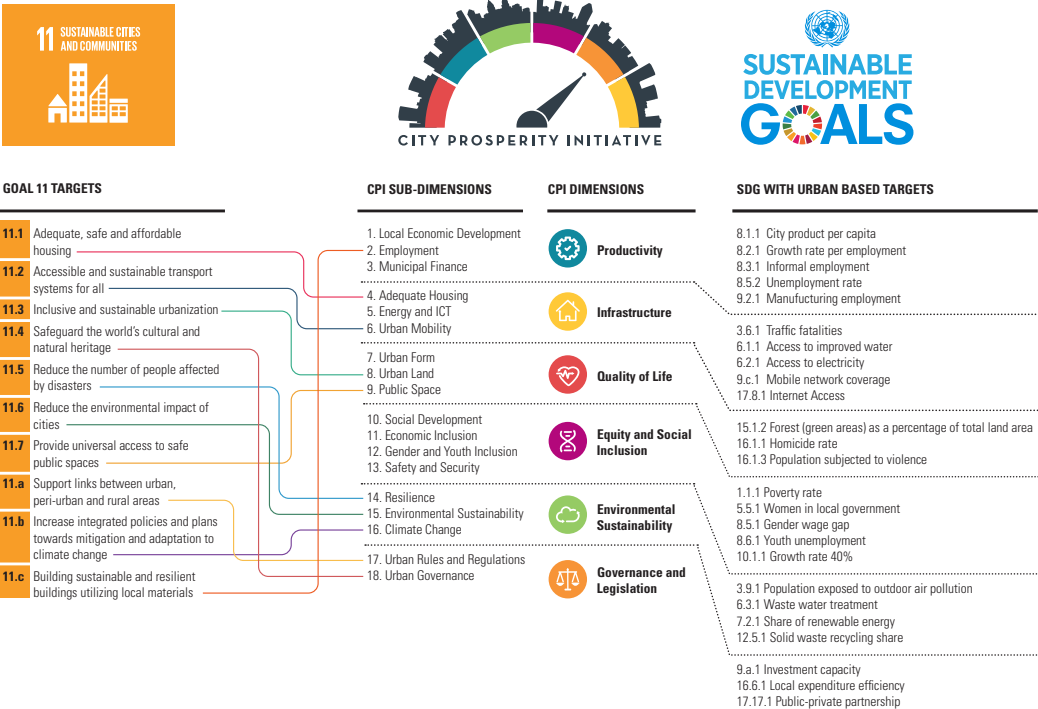 11 SUSTAINABLE CITIES
AND COMMUNITIES
CITY PROSPERITY INITIATIVE
SUSTAINABLE
DEVELOPMENT
GOALS
GOAL 11 TARGETS
11.1 Adequate, safe and affordable
housing
11.2 Accessible and sustainable transport
systems for all
11.3 Inclusive and sustainable urbanization
11.4 Safeguard the world's cultural and
natural heritage
11.5 Reduce the number of people affected
by disasters
11.6 Reduce the environmental impact of
cities
11.7 Provide universal access to safe
public spaces
11.a Support links between urban,
peri-urban and rural areas
11.b Increase integrated policies and plans
towards mitigation and adaptation to
climate change
11.c Building sustainable and resilient
buildings utilizing local materials
CPI SUB-DIMENSIONS
1. Local Economic Development
2. Employment
3. Municipal Finance
4. Adequate Housing
5. Energy and ICT
6. Urban Mobility
7. Urban Form
8. Urban Land
9. Public Space
10. Social Development
11. Economic Inclusion
12. Gender and Youth Inclusion
13. Safety and Security
14. Resilience
15. Environmental Sustainability
16. Climate Change
17. Urban Rules and Regulations
18. Urban Governance
CPI DIMENSIONS
Productivity
Infrastructure
Quality of Life
Equity and Social
Inclusion
Environmental
Sustainability
Governance and
Legislation
SDG WITH URBAN BASED TARGETS
8.1.1 City product per capita
8.2.1 Growth rate per employment
8.3.1 Informal employment
8.5.2 Unemployment rate
9.2.1 Manufucturing employment
3.6.1 Traffic fatalities
6.1.1 Access to improved water
6.2.1 Access to electricity
9.c.1 Mobile network coverage
17.8.1 Internet Access
15.1.2 Forest (green areas) as a percentage of total land area
16.1.1 Homicide rate
16.1.3 Population subjected to violence
1.1.1 Poverty rate
5.5.1 Women in local government
8.5.1 Gender wage gap
8.6.1 Youth unemployment
10.1.1 Growth rate 40%
3.9.1 Population exposed to outdoor air pollution
6.3.1 Waste water treatment
7.2.1 Share of renewable energy
12.5.1 Solid waste recycling share
9.a.1 Investment capacity
16.6.1 Local expenditure efficiency
17.17.1 Public-private partnership